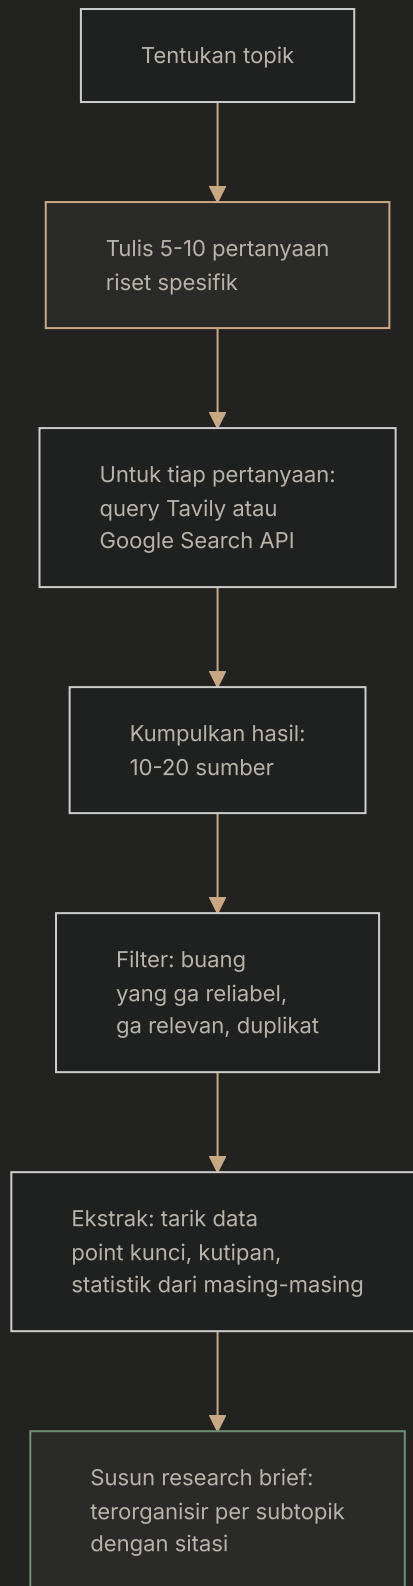 Tentukan topik
Tulis 5-10 pertanyaan
riset spesifik
Untuk tiap pertanyaan:
query Tavily atau
Google Search API
Kumpulkan hasil:
10-20 sumber
Filter: buang
yang ga reliabel,
ga relevan, duplikat
Ekstrak: tarik data
point kunci, kutipan,
statistik dari masing-masing
Susun research brief:
terorganisir per subtopik
dengan sitasi